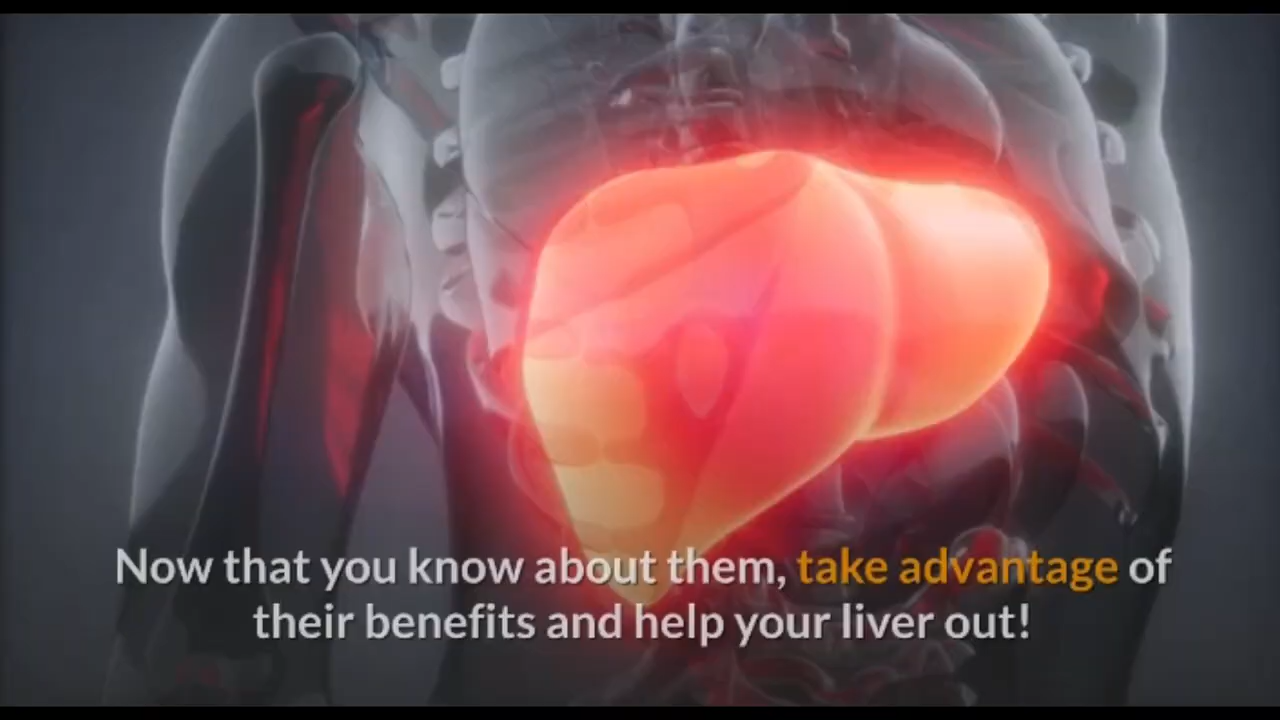 Now that you know about them, take advantage of
their benefits and help your liver out!